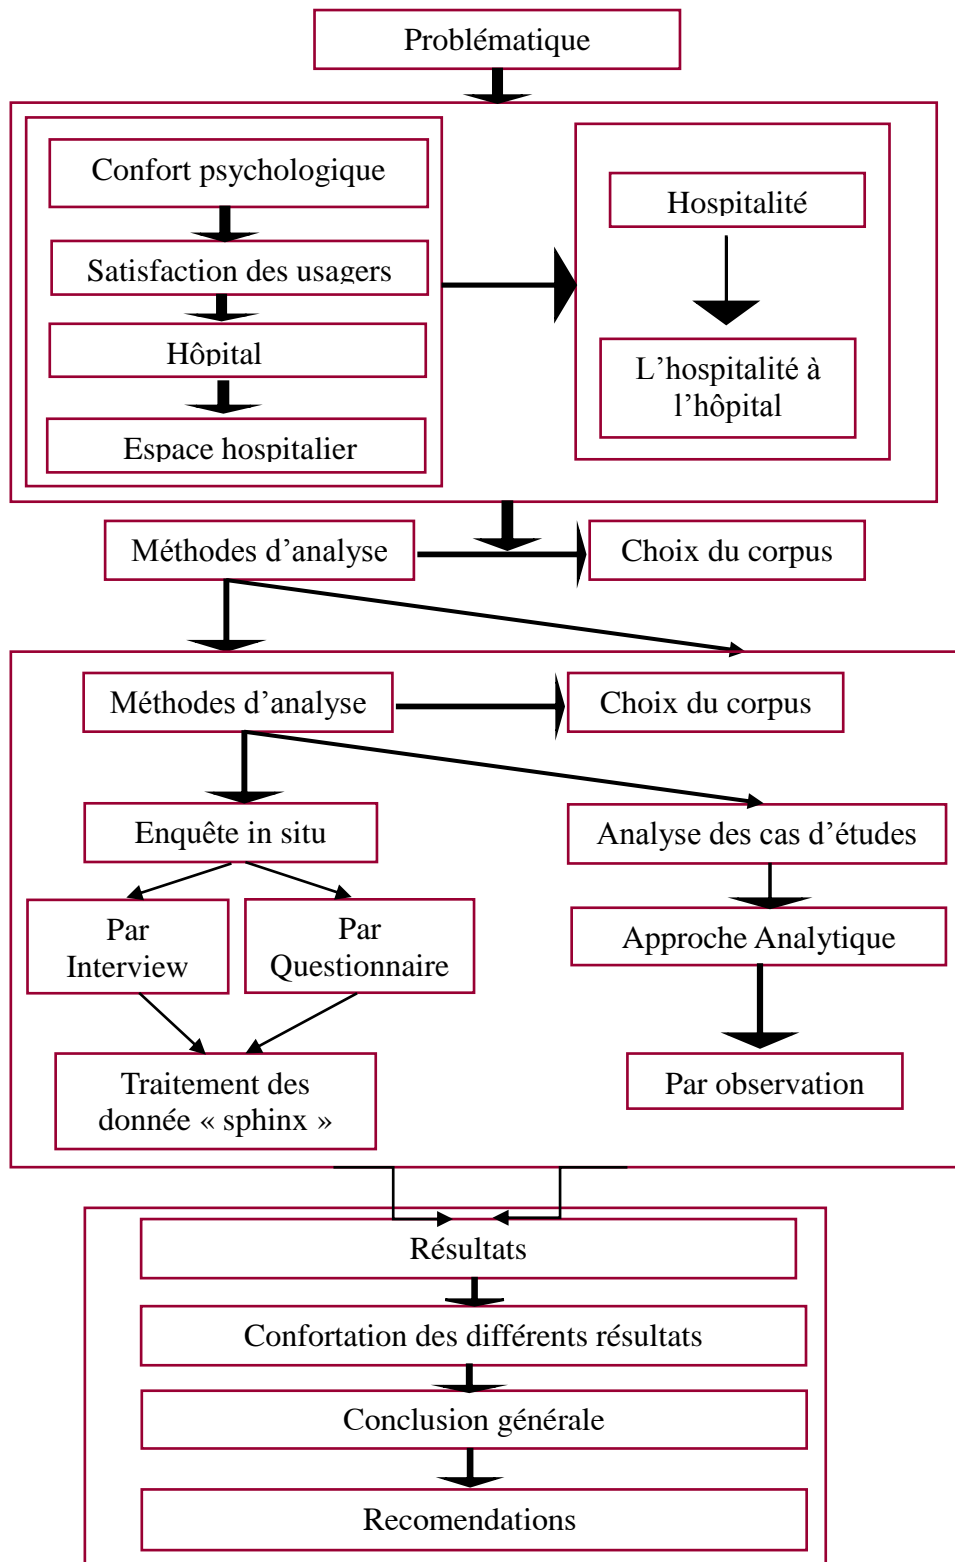 Problématique
Confort psychologique
Satisfaction des usagers
Hôpital
Espace hospitalier
Hospitalité
L’hospitalité à
l’hôpital
Méthodes d’analyse
Choix du corpus
Méthodes d’analyse
Choix du corpus
Enquête in situ
Analyse des cas d’études
Par
Interview
Par
Questionnaire
Approche Analytique
Traitement des
donnée « sphinx »
Par observation
Résultats
Confortation des différents résultats
Conclusion générale
Recomendations